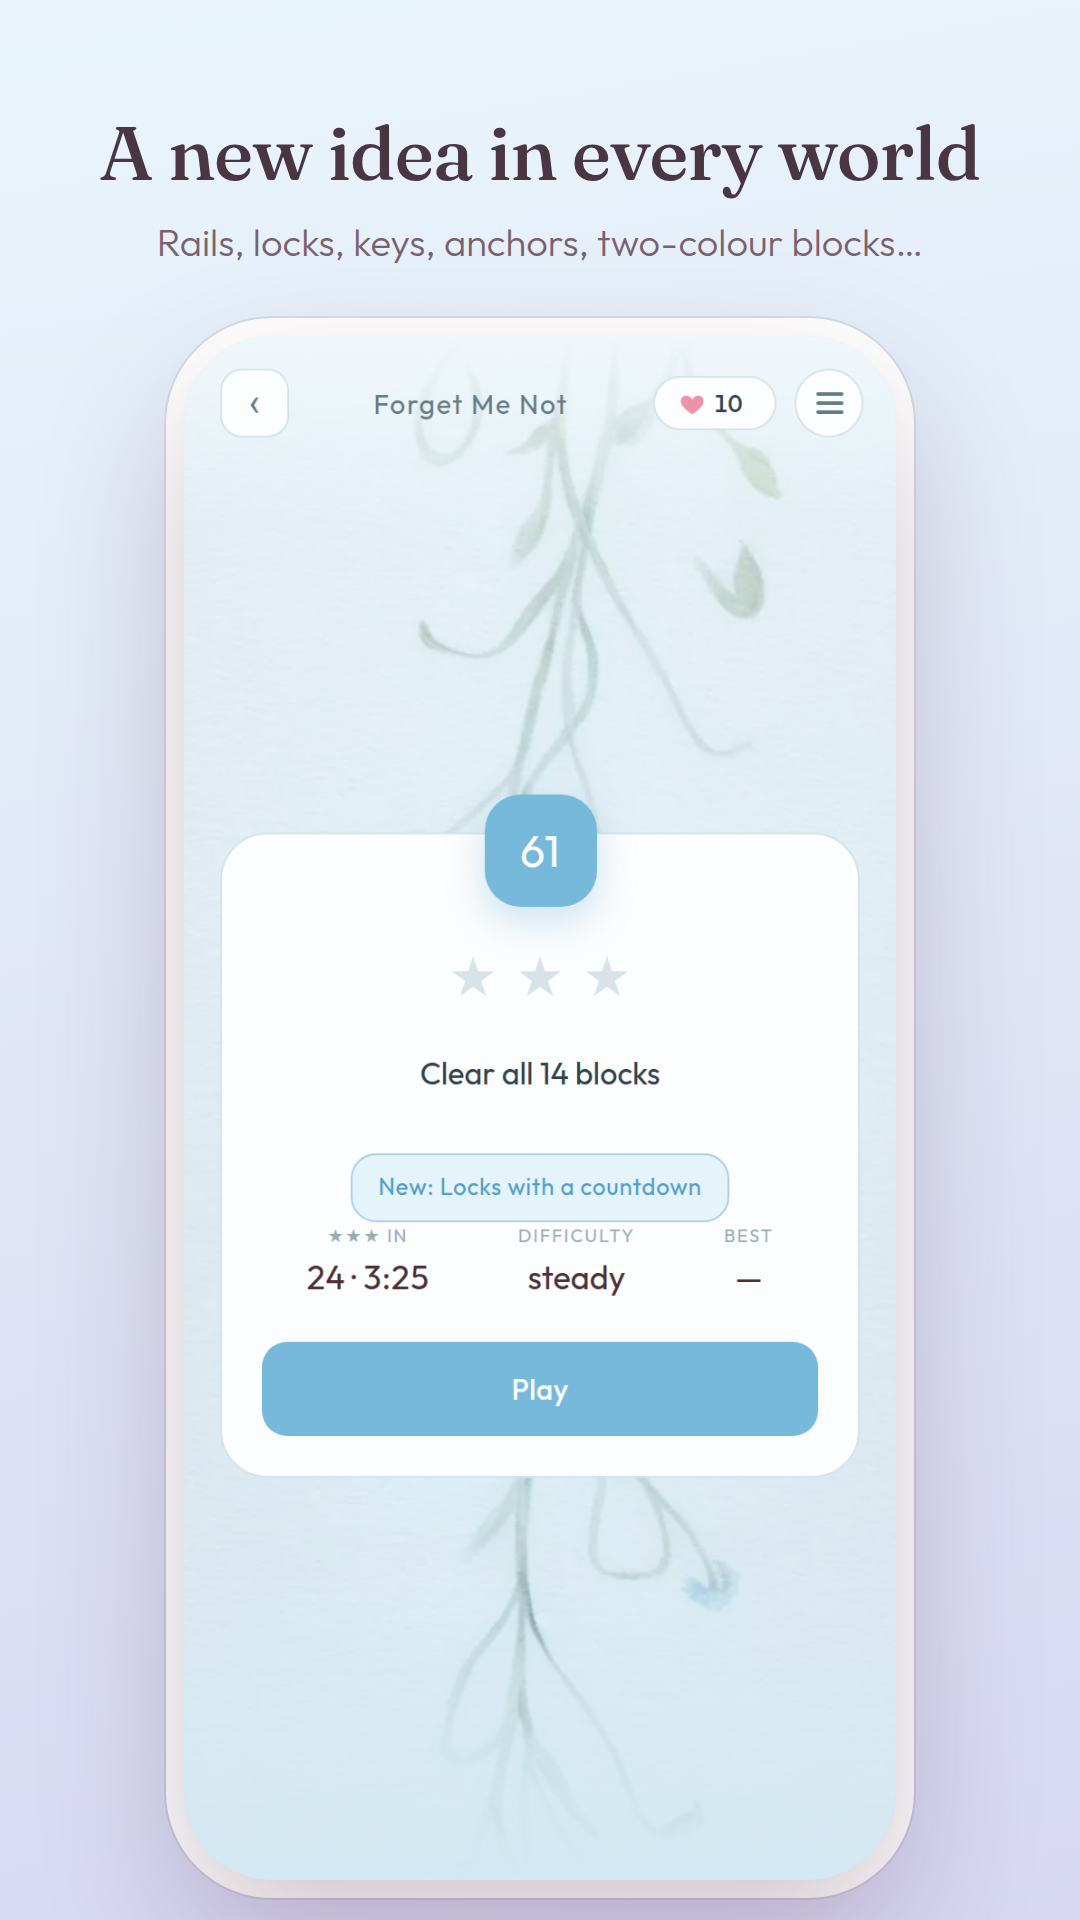 A new idea in every world
Rails, locks, keys, anchors, two-colour blocks...
‹ Forget Me Not 10
61
★ ★ ★
Clear all 14 blocks
New: Locks with a countdown
★★★ IN DIFFICULTY BEST
24 · 3:25 steady —
Play